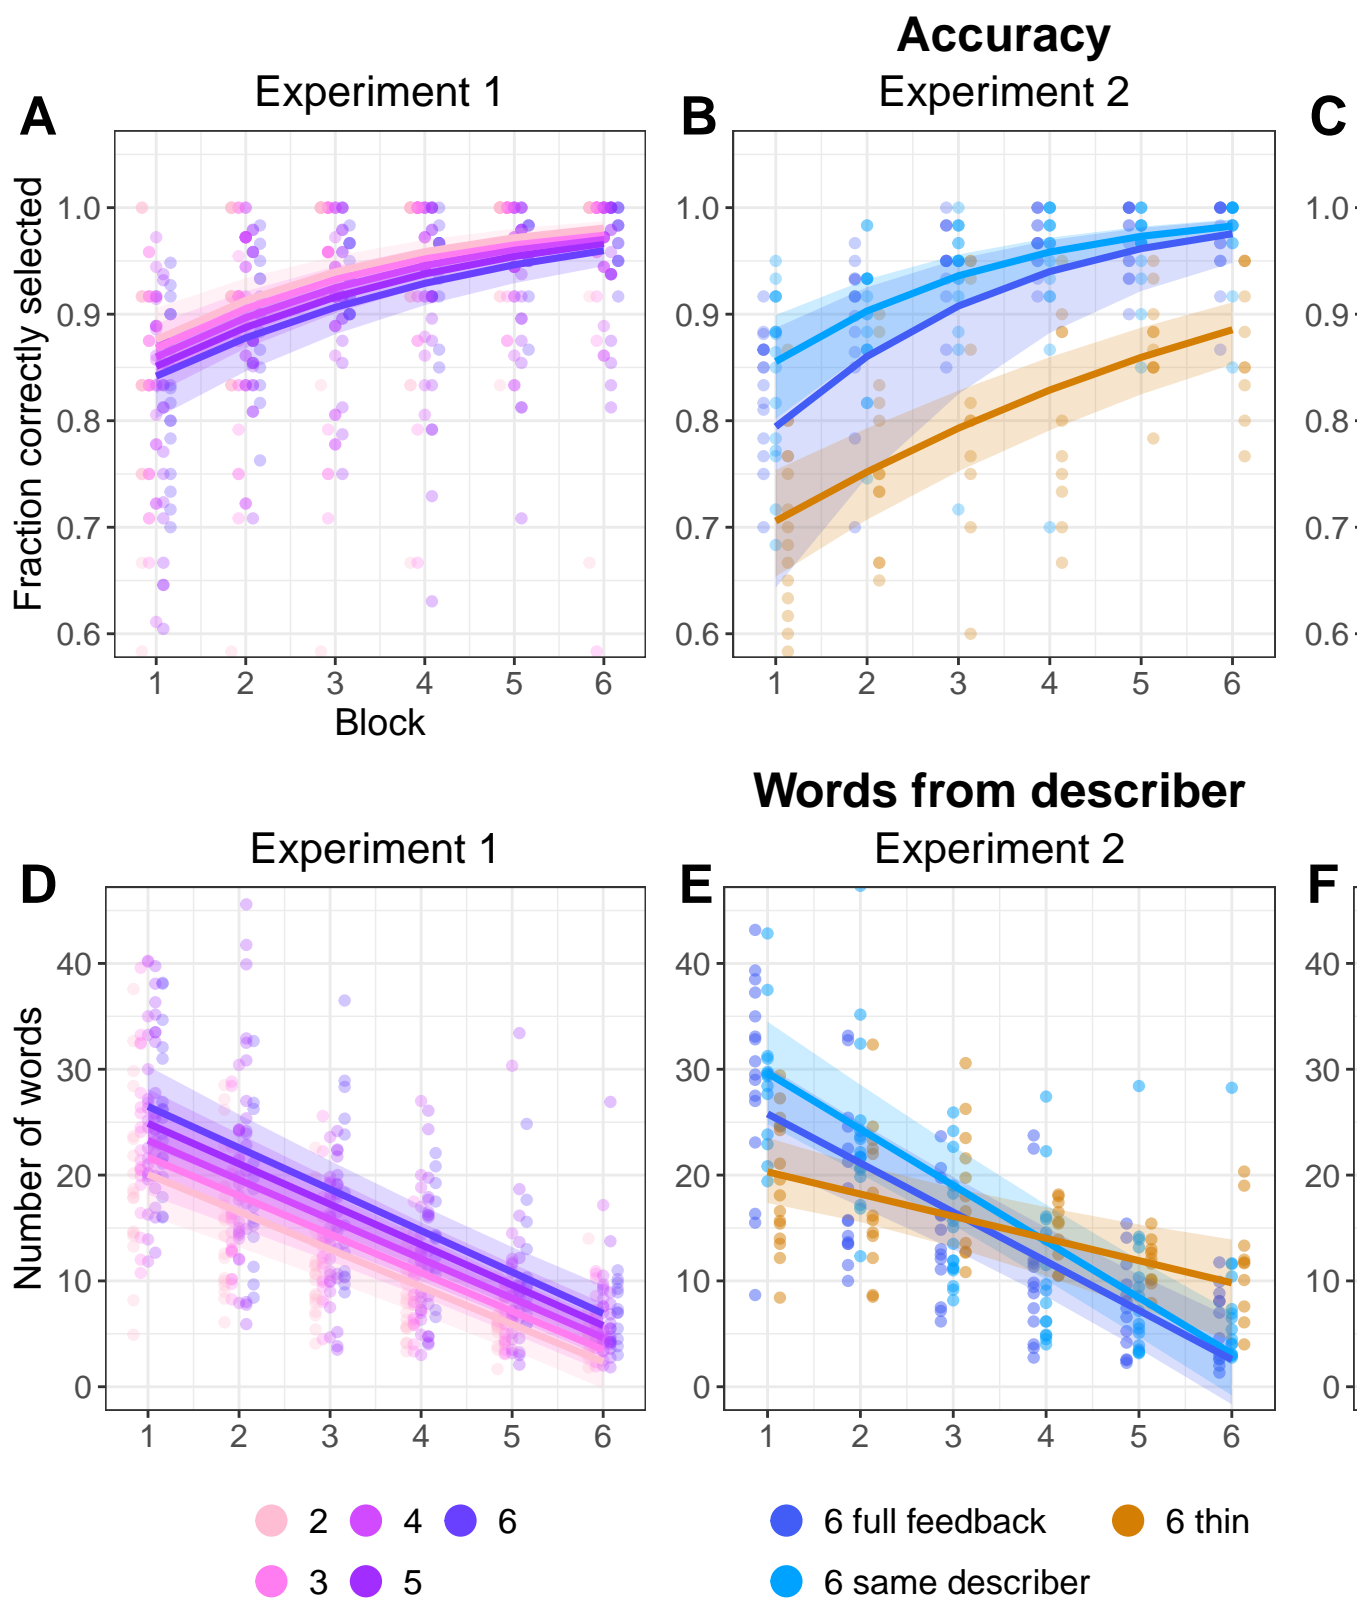 Accuracy
A
Experiment 1
B
Experiment 2
C
Fraction correctly selected
1.0
0.9
0.8
0.7
0.6
1 2 3 4 5 6
Block
1.0
0.9
0.8
0.7
0.6
1 2 3 4 5 6
1.0
0.9
0.8
0.7
0.6
Words from describer
D
Experiment 1
E
Experiment 2
F
Number of words
40
30
20
10
0
1 2 3 4 5 6
40
30
20
10
0
1 2 3 4 5 6
40
30
20
10
0
2 4 6
3 5
6 full feedback 6 thin
6 same describer